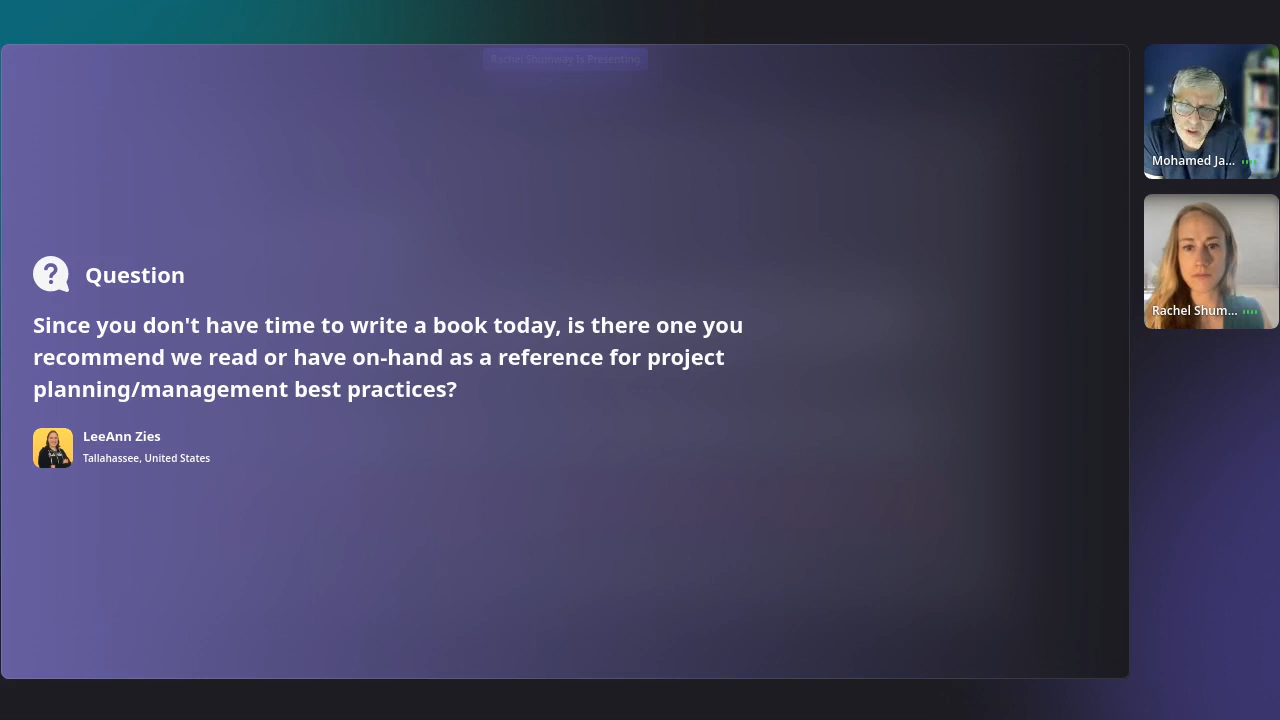 Rachel Shumway Is Presenting
Question
Since you don't have time to write a book today, is there one you
recommend we read or have on-hand as a reference for project
planning/management best practices?
LeeAnn Zies
Tallahassee, United States
Mohamed Ja...
Rachel Shum...